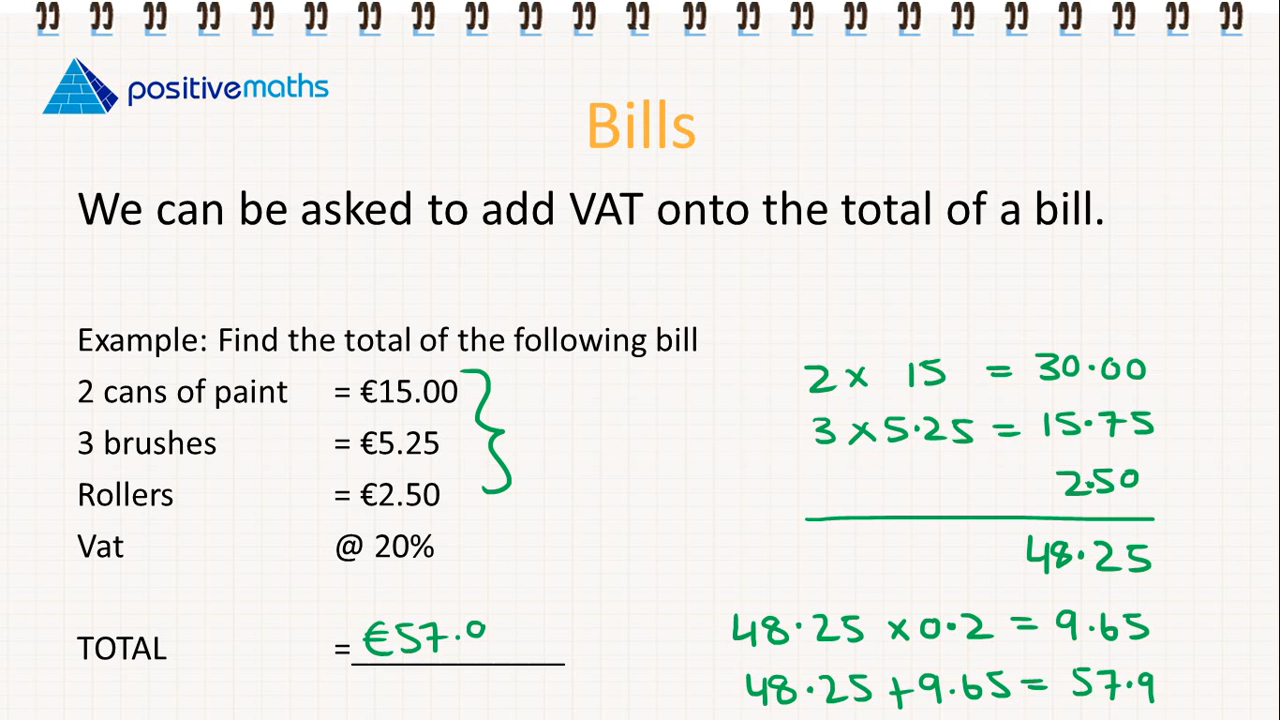 positivemaths
Bills
We can be asked to add VAT onto the total of a bill.
Example: Find the total of the following bill
2 cans of paint = €15.00
3 brushes = €5.25
Rollers = €2.50
Vat @ 20%
TOTAL = €57.0
2 x 15 = 30.00
3 x 5.25 = 15.75
2.50
48.25
48.25 x 0.2 = 9.65
48.25 + 9.65 = 57.9